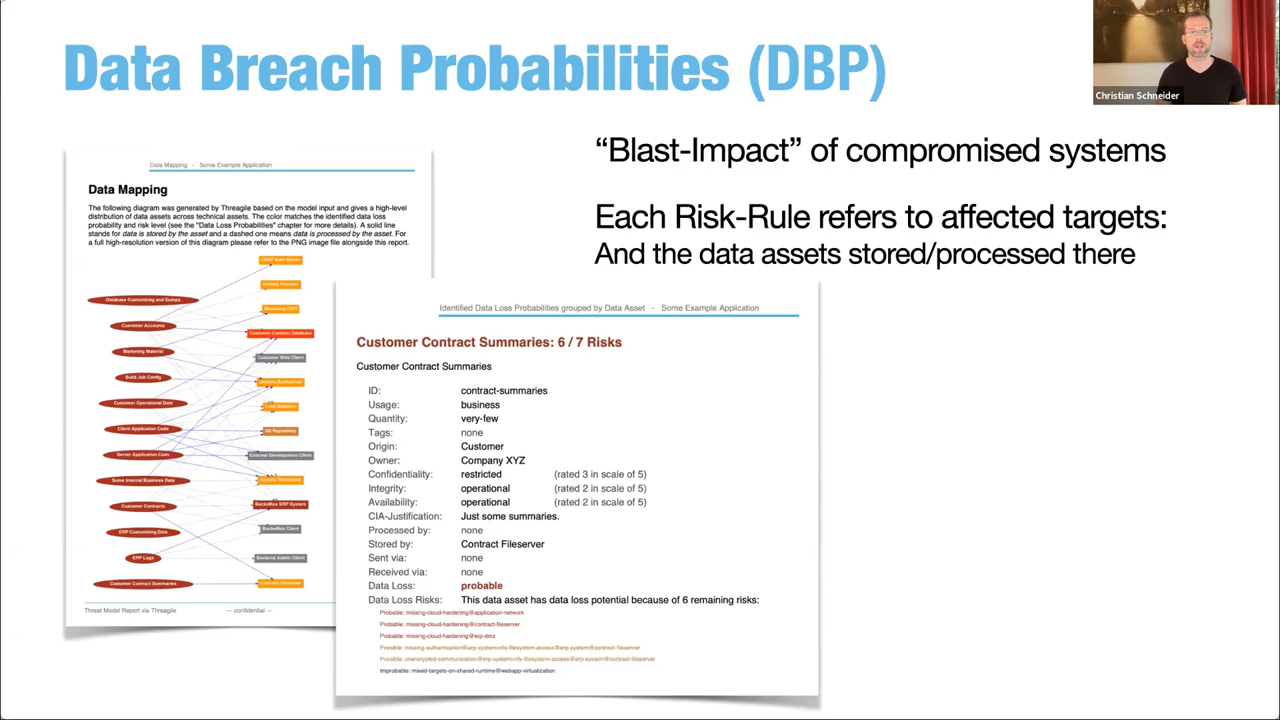 Data Breach Probabilities (DBP)
Christian Schneider
“Blast-Impact” of compromised systems
Each Risk-Rule refers to affected targets:
And the data assets stored/processed there
Data Mapping - Some Example Application
Data Mapping
The following diagram was generated by Threagile based on the model input and gives a high-level
distribution of data assets across technical assets. The color matches the identified data loss
probability and risk level (see the "Data Loss Probabilities" chapter for more details). A solid line
stands for data is stored by the asset and a dashed one means data is processed by the asset. For
a full high-resolution version of this diagram please refer to the PNG image file alongside this report.
LDAP Auth Server
Identity Provider
Marketing CMS
Database Customizing and Dumps
Customer Accounts
Customer Contract Database
Marketing Material
Customer Web Client
Build Job Config
Jenkins Buildserver
Customer Operational Data
Load Balancer
Client Application Code
Git Repository
Server Application Code
External Development Client
Some Internal Business Data
Apache Webserver
Customer Contracts
Backoffice ERP System
ERP Customizing Data
Backoffice Client
ERP Logs
Backend Admin Client
Customer Contract Summaries
Contract Fileserver
Threat Model Report via Threagile
— confidential —
Identified Data Loss Probabilities grouped by Data Asset - Some Example Application
Customer Contract Summaries: 6 / 7 Risks
Customer Contract Summaries
ID: contract-summaries
Usage: business
Quantity: very-few
Tags: none
Origin: Customer
Owner: Company XYZ
Confidentiality: restricted (rated 3 in scale of 5)
Integrity: operational (rated 2 in scale of 5)
Availability: operational (rated 2 in scale of 5)
CIA-Justification: Just some summaries.
Processed by: none
Stored by: Contract Fileserver
Sent via: none
Received via: none
Data Loss: probable
Data Loss Risks: This data asset has data loss potential because of 6 remaining risks:
Probable: missing-cloud-hardening@application-network
Probable: missing-cloud-hardening@contract-fileserver
Probable: missing-cloud-hardening@erp-dmz
Possible: missing-authentication@erp-system>nfs-filesystem-access@erp-system@contract-fileserver
Possible: unencrypted-communication@erp-system>nfs-filesystem-access@erp-system@contract-fileserver
Improbable: mixed-targets-on-shared-runtime@webapp-virtualization